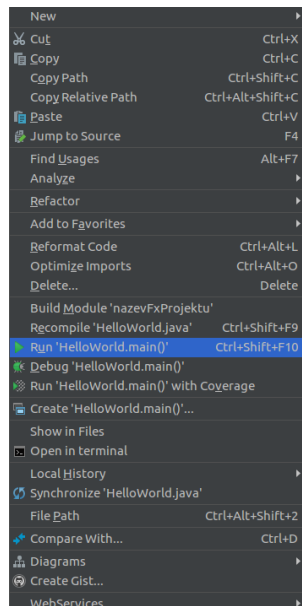 New
Cut Ctrl+X
Copy Ctrl+C
Copy Path Ctrl+Shift+C
Copy Relative Path Ctrl+Alt+Shift+C
Paste Ctrl+V
Jump to Source F4
Find Usages Alt+F7
Analyze
Refactor
Add to Favorites
Reformat Code Ctrl+Alt+L
Optimize Imports Ctrl+Alt+O
Delete... Delete
Build Module 'nazevFxProjektu'
Recompile 'HelloWorld.java' Ctrl+Shift+F9
Run 'HelloWorld.main()' Ctrl+Shift+F10
Debug 'HelloWorld.main()'
Run 'HelloWorld.main()' with Coverage
Create 'HelloWorld.main()'...
Show in Files
Open in terminal
Local History
Synchronize 'HelloWorld.java'
File Path Ctrl+Alt+Shift+2
Compare With... Ctrl+D
Diagrams
Create Gist...
WebServices